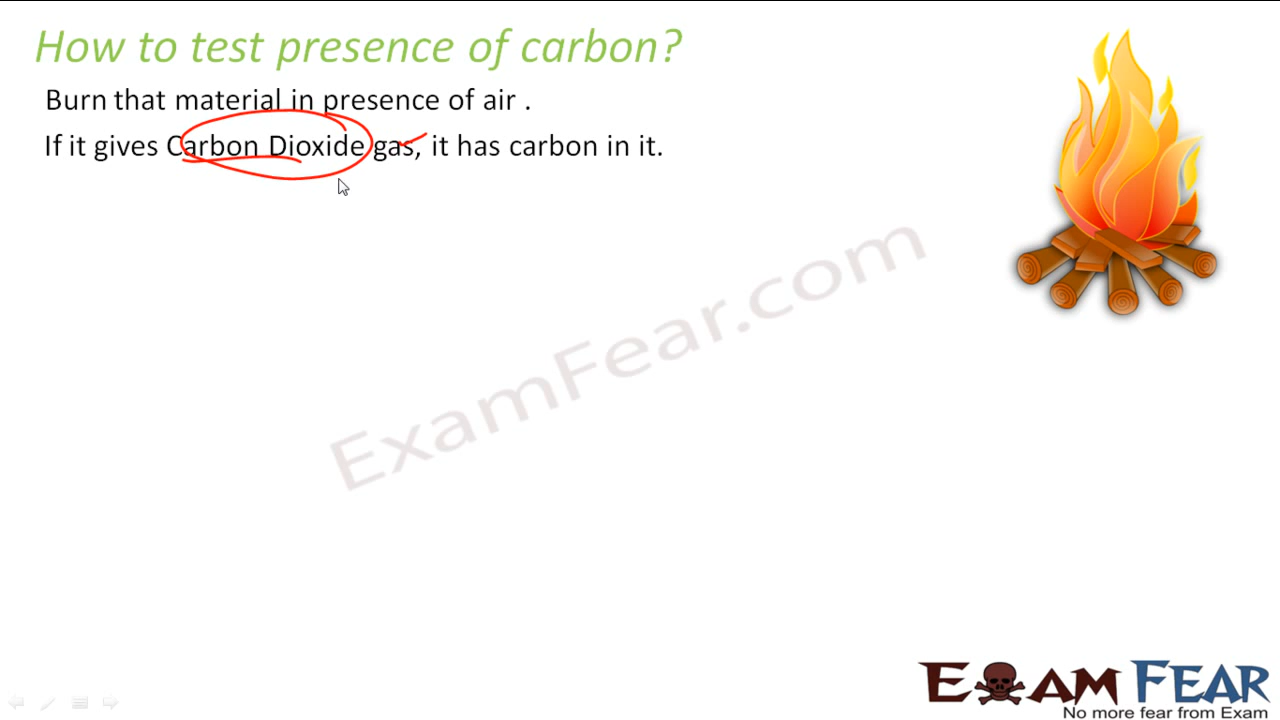 How to test presence of carbon?
Burn that material in presence of air .
If it gives Carbon Dioxide gas, it has carbon in it.
ExamFear.com
EXAM FEAR
No more fear from Exam